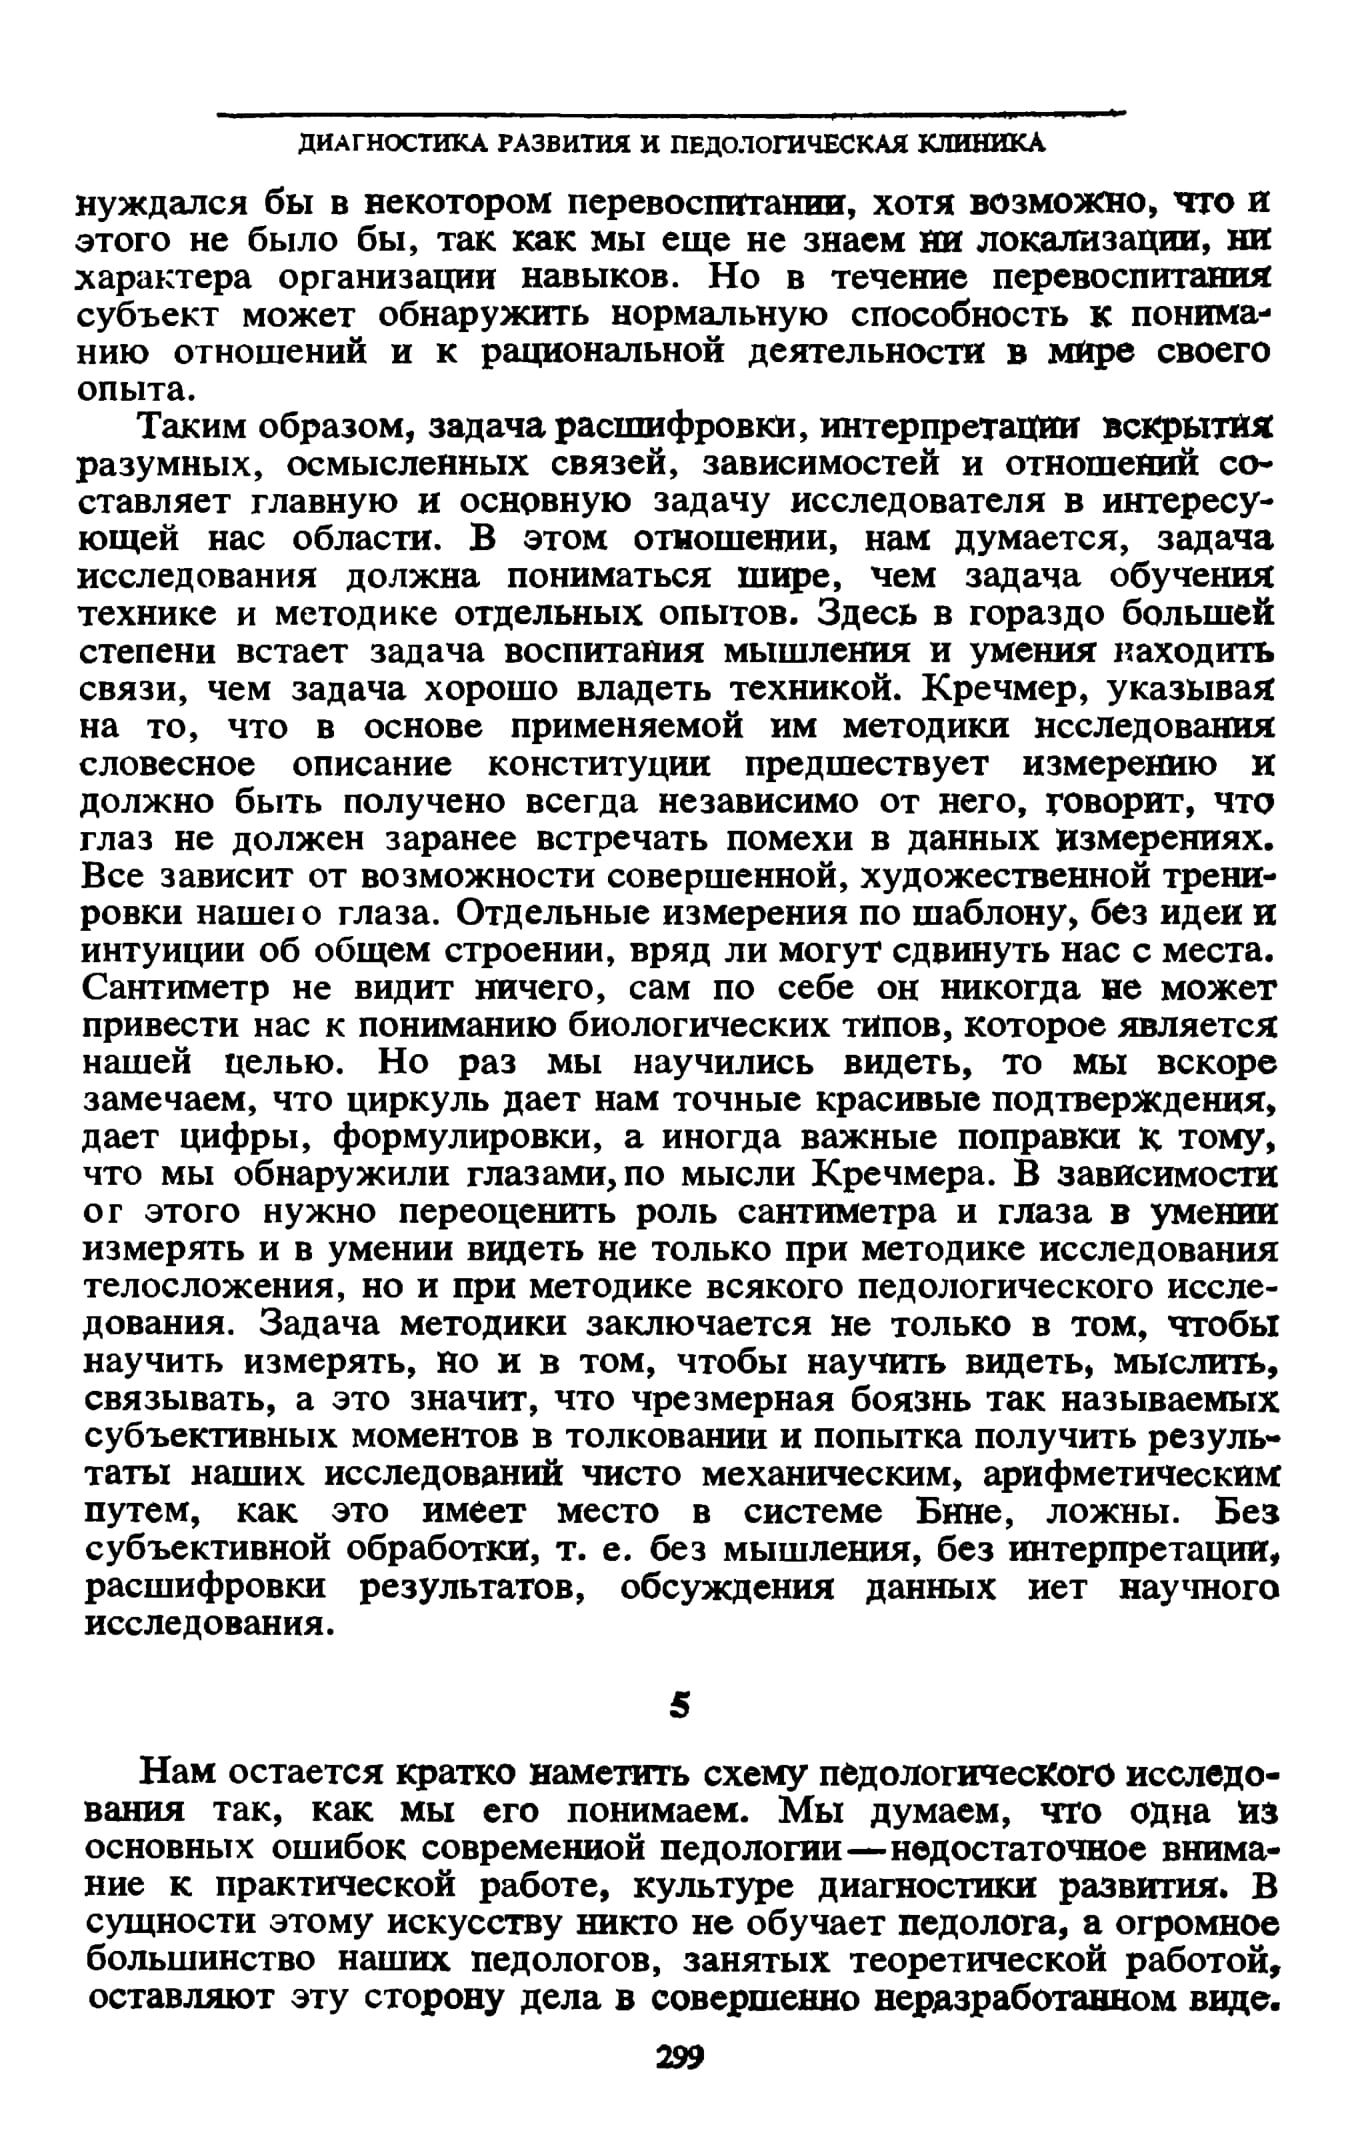 ДИАГНОСТИКА РАЗВИТИЯ И ПЕДОЛОГИЧЕСКАЯ КЛИНИКА
нуждался бы в некотором перевоспитании, хотя возможно, что и
этого не было бы, так как мы еще не знаем ни локализации, ни
характера организации навыков. Но в течение перевоспитания
субъект может обнаружить нормальную способность к понима-
нию отношений и к рациональной деятельности в мире своего
опыта.
Таким образом, задача расшифровки, интерпретации вскрытия
разумных, осмысленных связей, зависимостей и отношений со-
ставляет главную и основную задачу исследователя в интересу-
ющей нас области. В этом отношении, нам думается, задача
исследования должна пониматься шире, чем задача обучения
технике и методике отдельных опытов. Здесь в гораздо большей
степени встает задача воспитания мышления и умения находить
связи, чем задача хорошо владеть техникой. Кречмер, указывая
на то, что в основе применяемой им методики исследования
словесное описание конституции предшествует измерению и
должно быть получено всегда независимо от него, говорит, что
глаз не должен заранее встречать помехи в данных измерениях.
Все зависит от возможности совершенной, художественной трени-
ровки нашего глаза. Отдельные измерения по шаблону, без идеи и
интуиции об общем строении, вряд ли могут сдвинуть нас с места.
Сантиметр не видит ничего, сам по себе он никогда не может
привести нас к пониманию биологических типов, которое является
нашей целью. Но раз мы научились видеть, то мы вскоре
замечаем, что циркуль дает нам точные красивые подтверждения,
дает цифры, формулировки, а иногда важные поправки к тому,
что мы обнаружили глазами, по мысли Кречмера. В зависимости
от этого нужно переоценить роль сантиметра и глаза в умении
измерять и в умении видеть не только при методике исследования
телосложения, но и при методике всякого педологического иссле-
дования. Задача методики заключается не только в том, чтобы
научить измерять, но и в том, чтобы научить видеть, мыслить,
связывать, а это значит, что чрезмерная боязнь так называемых
субъективных моментов в толковании и попытка получить резуль-
таты наших исследований чисто механическим, арифметическим
путем, как это имеет место в системе Бине, ложны. Без
субъективной обработки, т. е. без мышления, без интерпретации,
расшифровки результатов, обсуждения данных нет научного
исследования.
5
Нам остается кратко наметить схему педологического исследо-
вания так, как мы его понимаем. Мы думаем, что одна из
основных ошибок современной педологии — недостаточное внима-
ние к практической работе, культуре диагностики развития. В
сущности этому искусству никто не обучает педолога, а огромное
большинство наших педологов, занятых теоретической работой,
оставляют эту сторону дела в совершенно неразработанном виде.
299